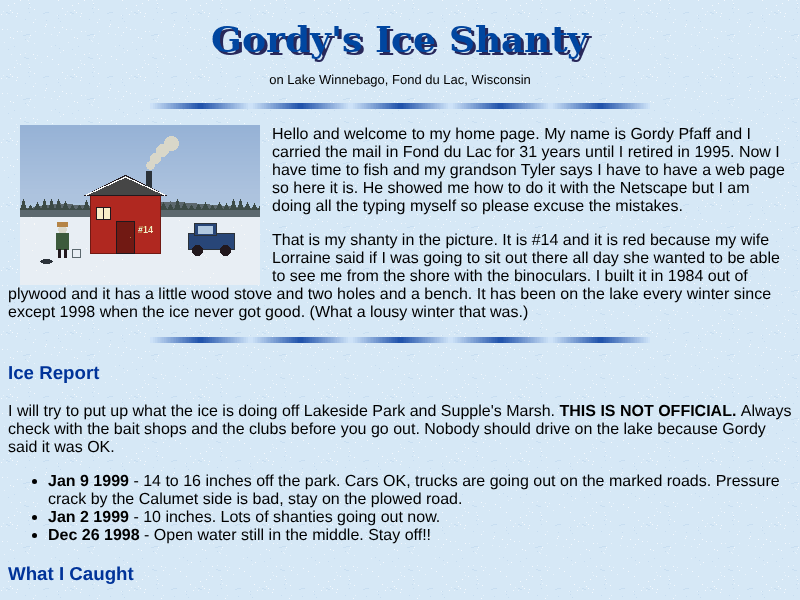 Gordy's Ice Shanty
on Lake Winnebago, Fond du Lac, Wisconsin
Hello and welcome to my home page. My name is Gordy Pfaff and I
carried the mail in Fond du Lac for 31 years until I retired in 1995. Now I
have time to fish and my grandson Tyler says I have to have a web page
so here it is. He showed me how to do it with the Netscape but I am
doing all the typing myself so please excuse the mistakes.
#14
That is my shanty in the picture. It is #14 and it is red because my wife
Lorraine said if I was going to sit out there all day she wanted to be able
to see me from the shore with the binoculars. I built it in 1984 out of
plywood and it has a little wood stove and two holes and a bench. It has been on the lake every winter since
except 1998 when the ice never got good. (What a lousy winter that was.)
Ice Report
I will try to put up what the ice is doing off Lakeside Park and Supple's Marsh. THIS IS NOT OFFICIAL. Always
check with the bait shops and the clubs before you go out. Nobody should drive on the lake because Gordy
said it was OK.
• Jan 9 1999 - 14 to 16 inches off the park. Cars OK, trucks are going out on the marked roads. Pressure
crack by the Calumet side is bad, stay on the plowed road.
• Jan 2 1999 - 10 inches. Lots of shanties going out now.
• Dec 26 1998 - Open water still in the middle. Stay off!!
What I Caught